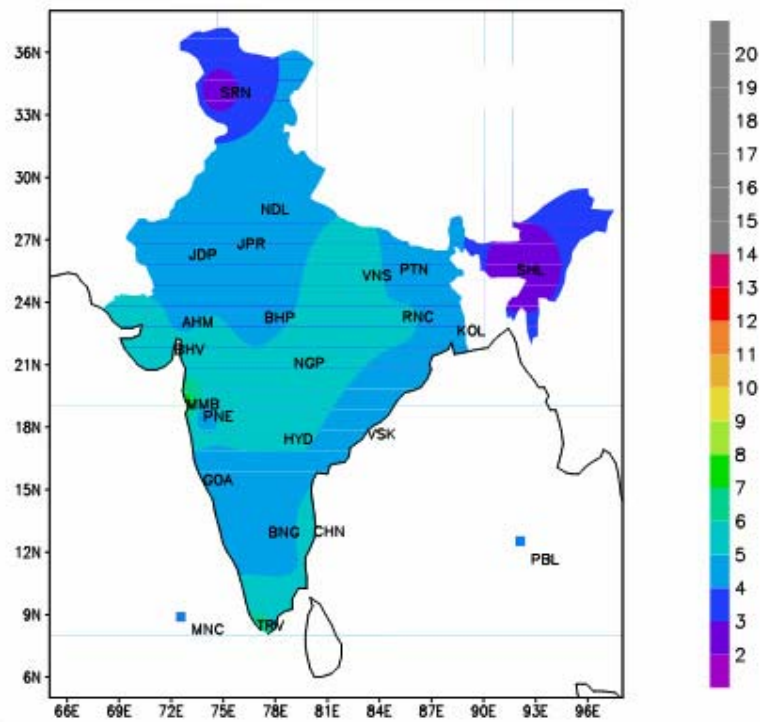 36N
33N
30N
27N
24N
21N
18N
15N
12N
9N
6N
66E 69E 72E 75E 78E 81E 84E 87E 90E 93E 96E
SRN
NDL
JDP JPR
VNS PTN
SHL
AHM BHP RNC
KOL
BHV
NGP
MMB
PNE
HYD VSK
GOA
BNG CHN
PBL
MNC TRV
20
19
18
17
16
15
14
13
12
11
10
9
8
7
6
5
4
3
2